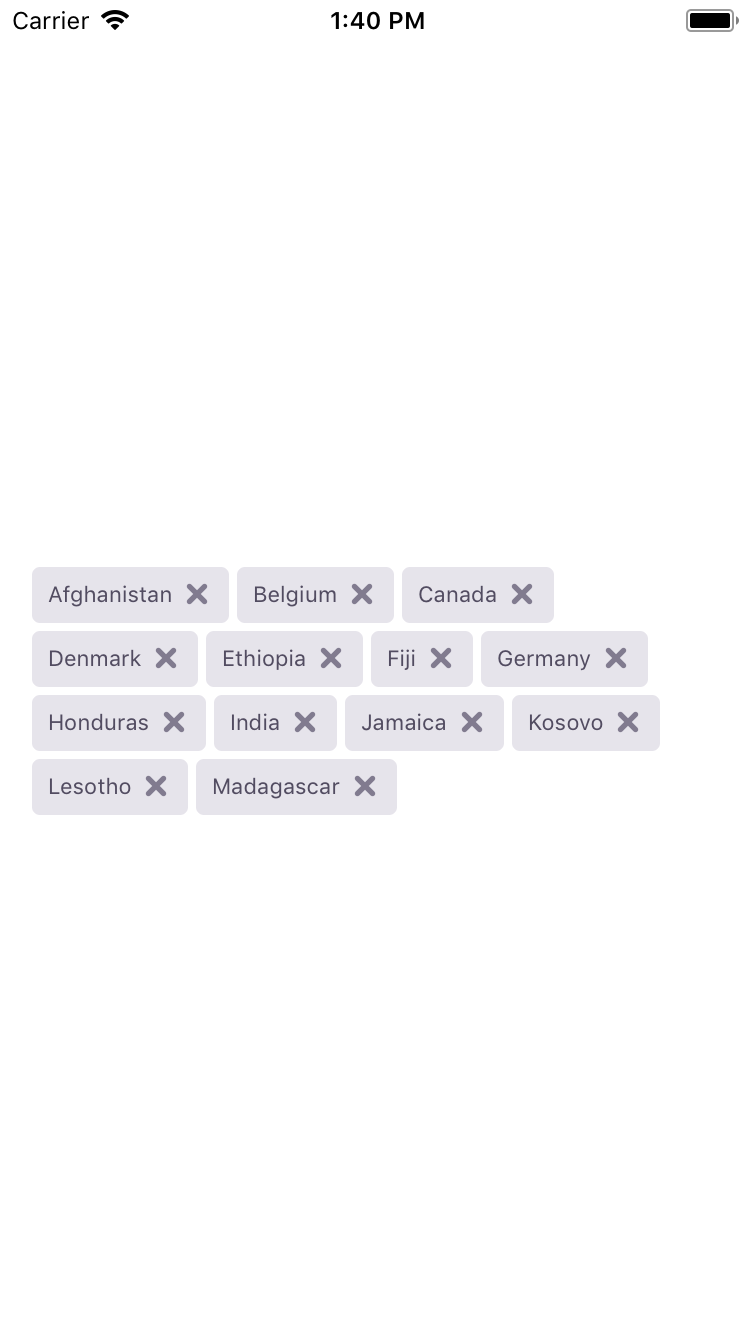 Carrier 1:40 PM
Afghanistan Belgium Canada
Denmark Ethiopia Fiji Germany
Honduras India Jamaica Kosovo
Lesotho Madagascar